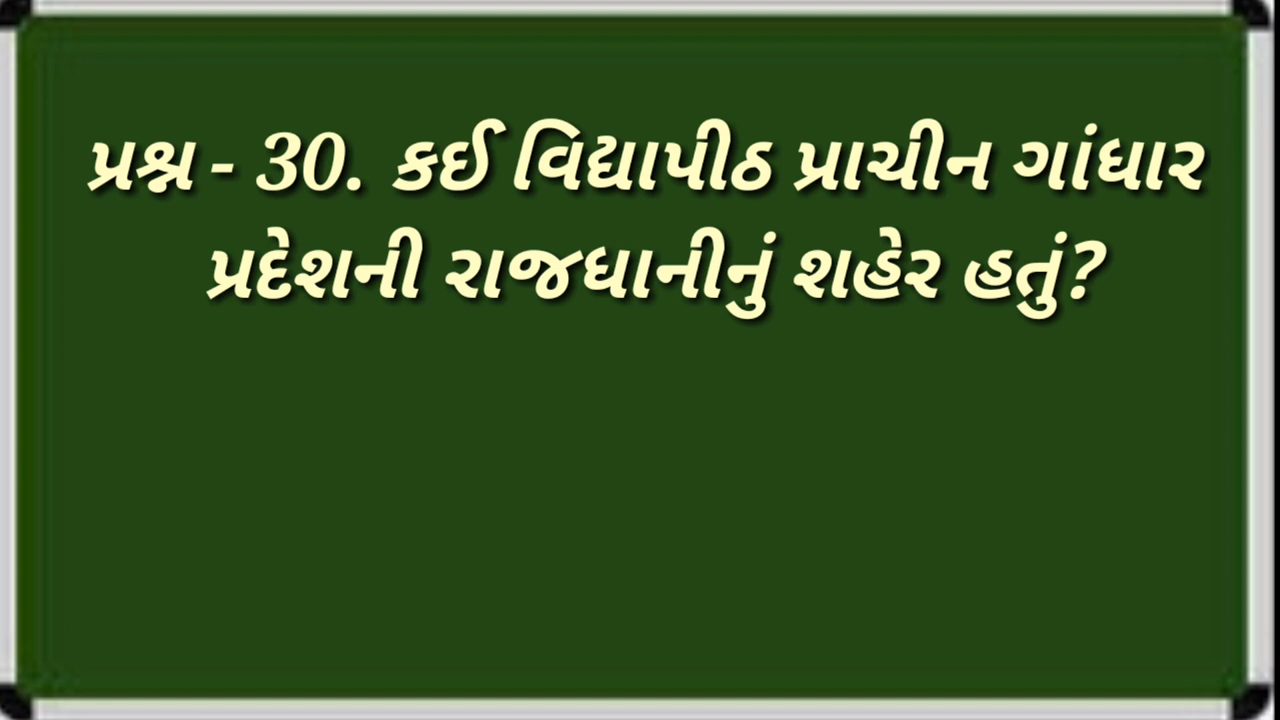 પ્રશ્ન - 30. કઈ વિદ્યાપીઠ પ્રાચીન ગાંધાર
પ્રદેશની રાજધાનીનું શહેર હતું?